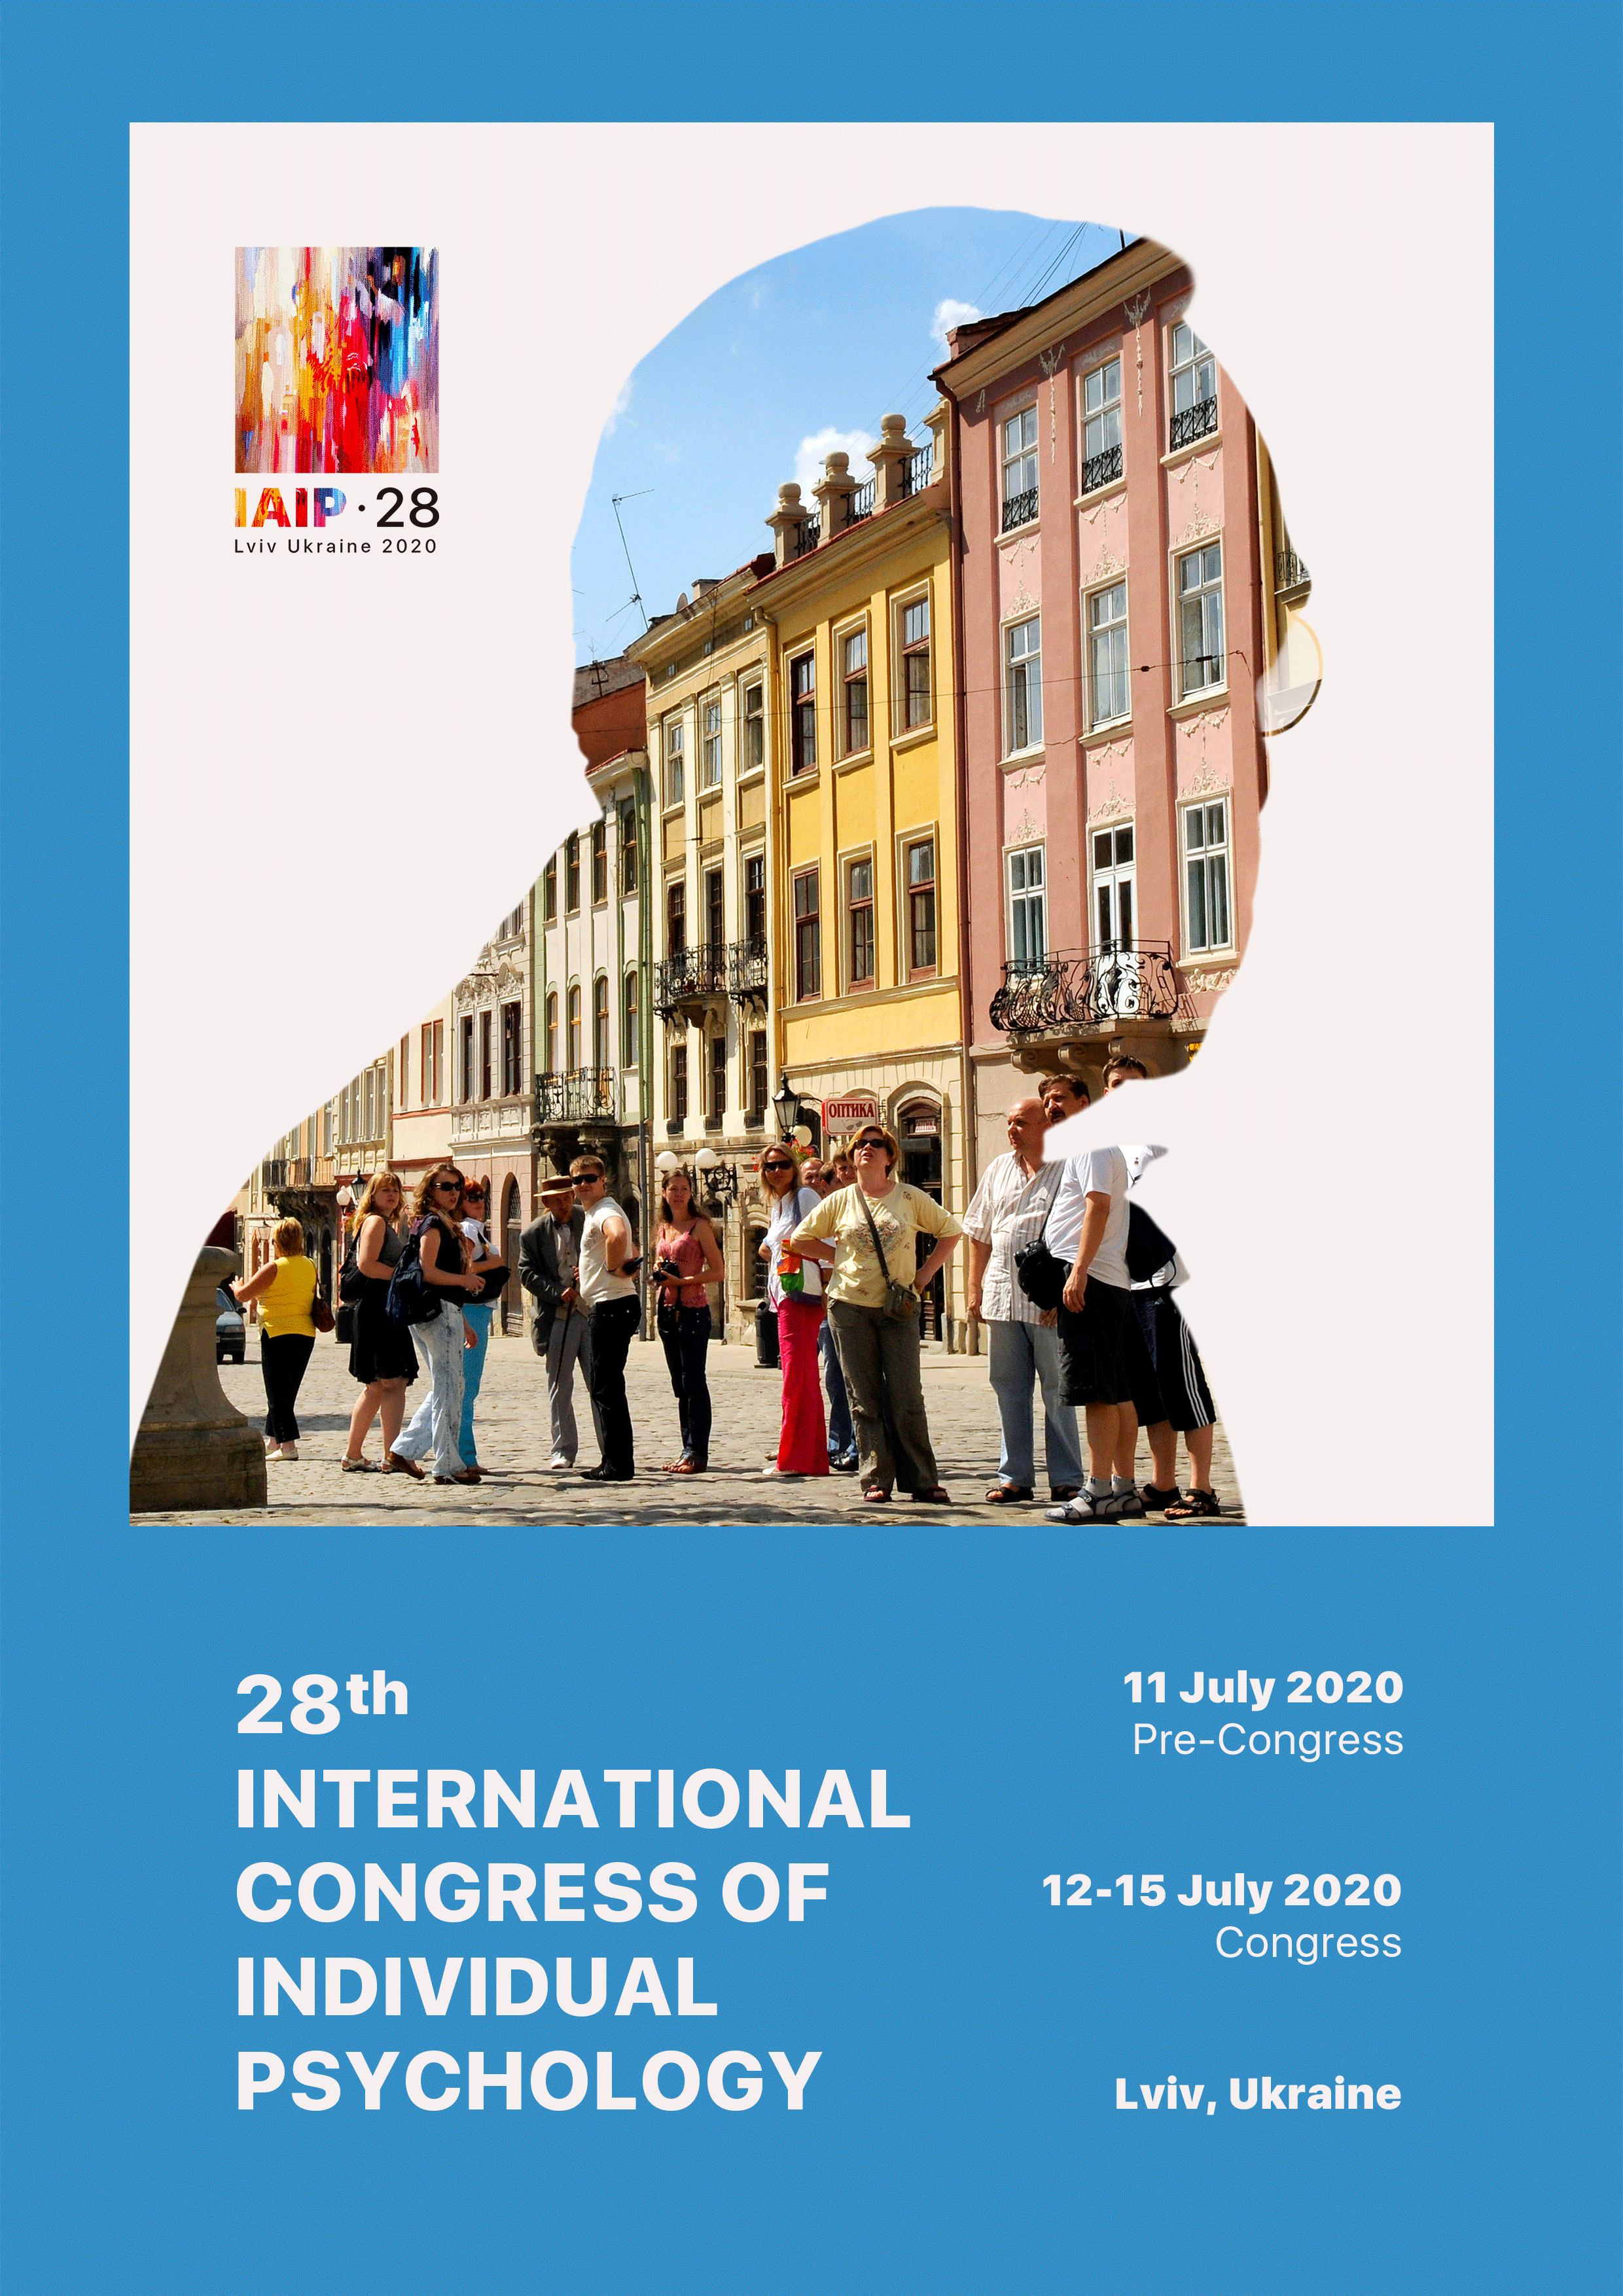 IAIP · 28
Lviv Ukraine 2020
ОПТИКА
28th
INTERNATIONAL
CONGRESS OF
INDIVIDUAL
PSYCHOLOGY
11 July 2020
Pre-Congress
12-15 July 2020
Congress
Lviv, Ukraine